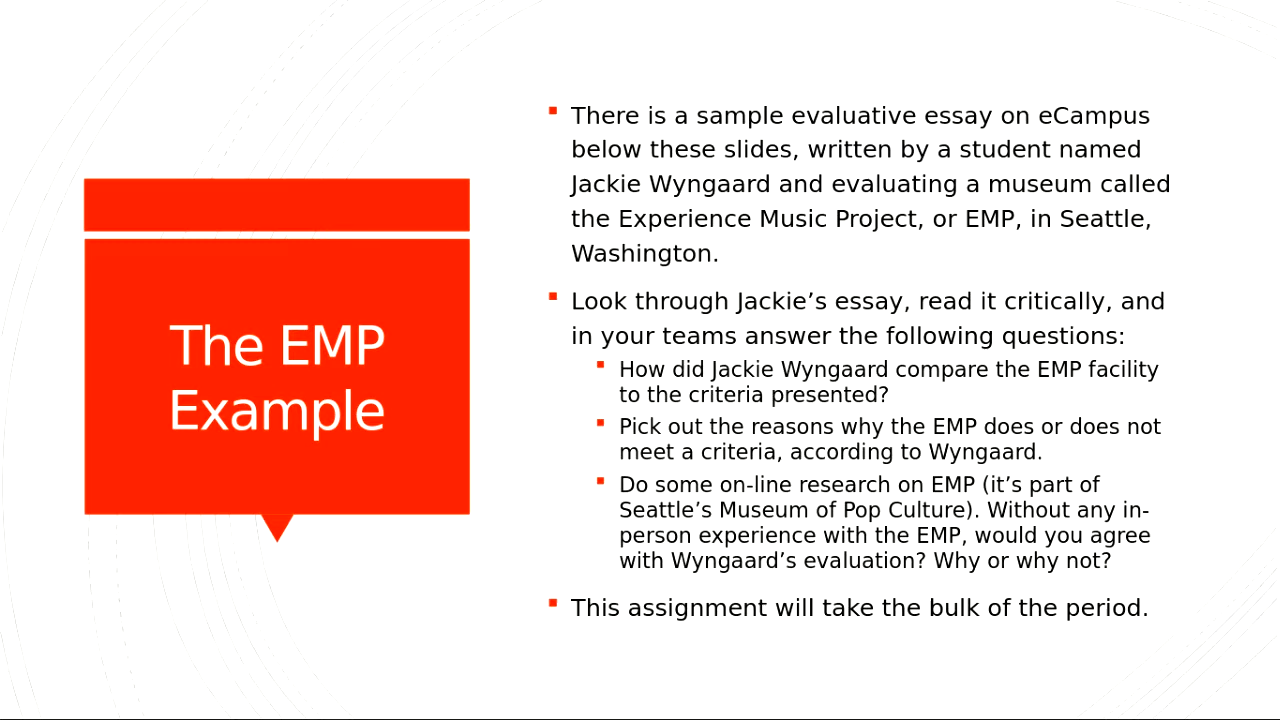 The EMP
Example
There is a sample evaluative essay on eCampus
below these slides, written by a student named
Jackie Wyngaard and evaluating a museum called
the Experience Music Project, or EMP, in Seattle,
Washington.
Look through Jackie’s essay, read it critically, and
in your teams answer the following questions:
How did Jackie Wyngaard compare the EMP facility
to the criteria presented?
Pick out the reasons why the EMP does or does not
meet a criteria, according to Wyngaard.
Do some on-line research on EMP (it’s part of
Seattle’s Museum of Pop Culture). Without any in-
person experience with the EMP, would you agree
with Wyngaard’s evaluation? Why or why not?
This assignment will take the bulk of the period.